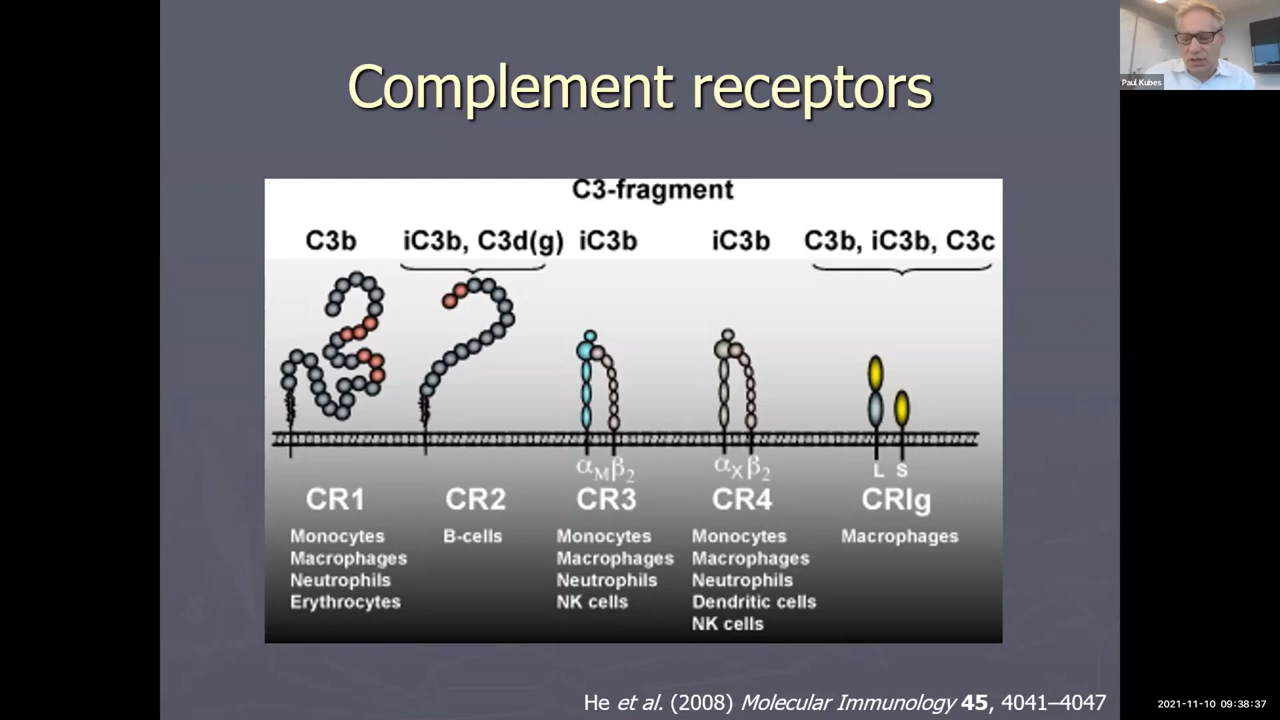 Complement receptors
Paul Kubes
C3-fragment
C3b iC3b, C3d(g) iC3b iC3b C3b, iC3b, C3c
αMβ2 αXβ2 L S
CR1 CR2 CR3 CR4 CRIg
Monocytes B-cells Monocytes Monocytes Macrophages
Macrophages Macrophages Macrophages
Neutrophils Neutrophils Neutrophils
Erythrocytes NK cells Dendritic cells
NK cells
He et al. (2008) Molecular Immunology 45, 4041–4047
2021-11-10 09:38:37